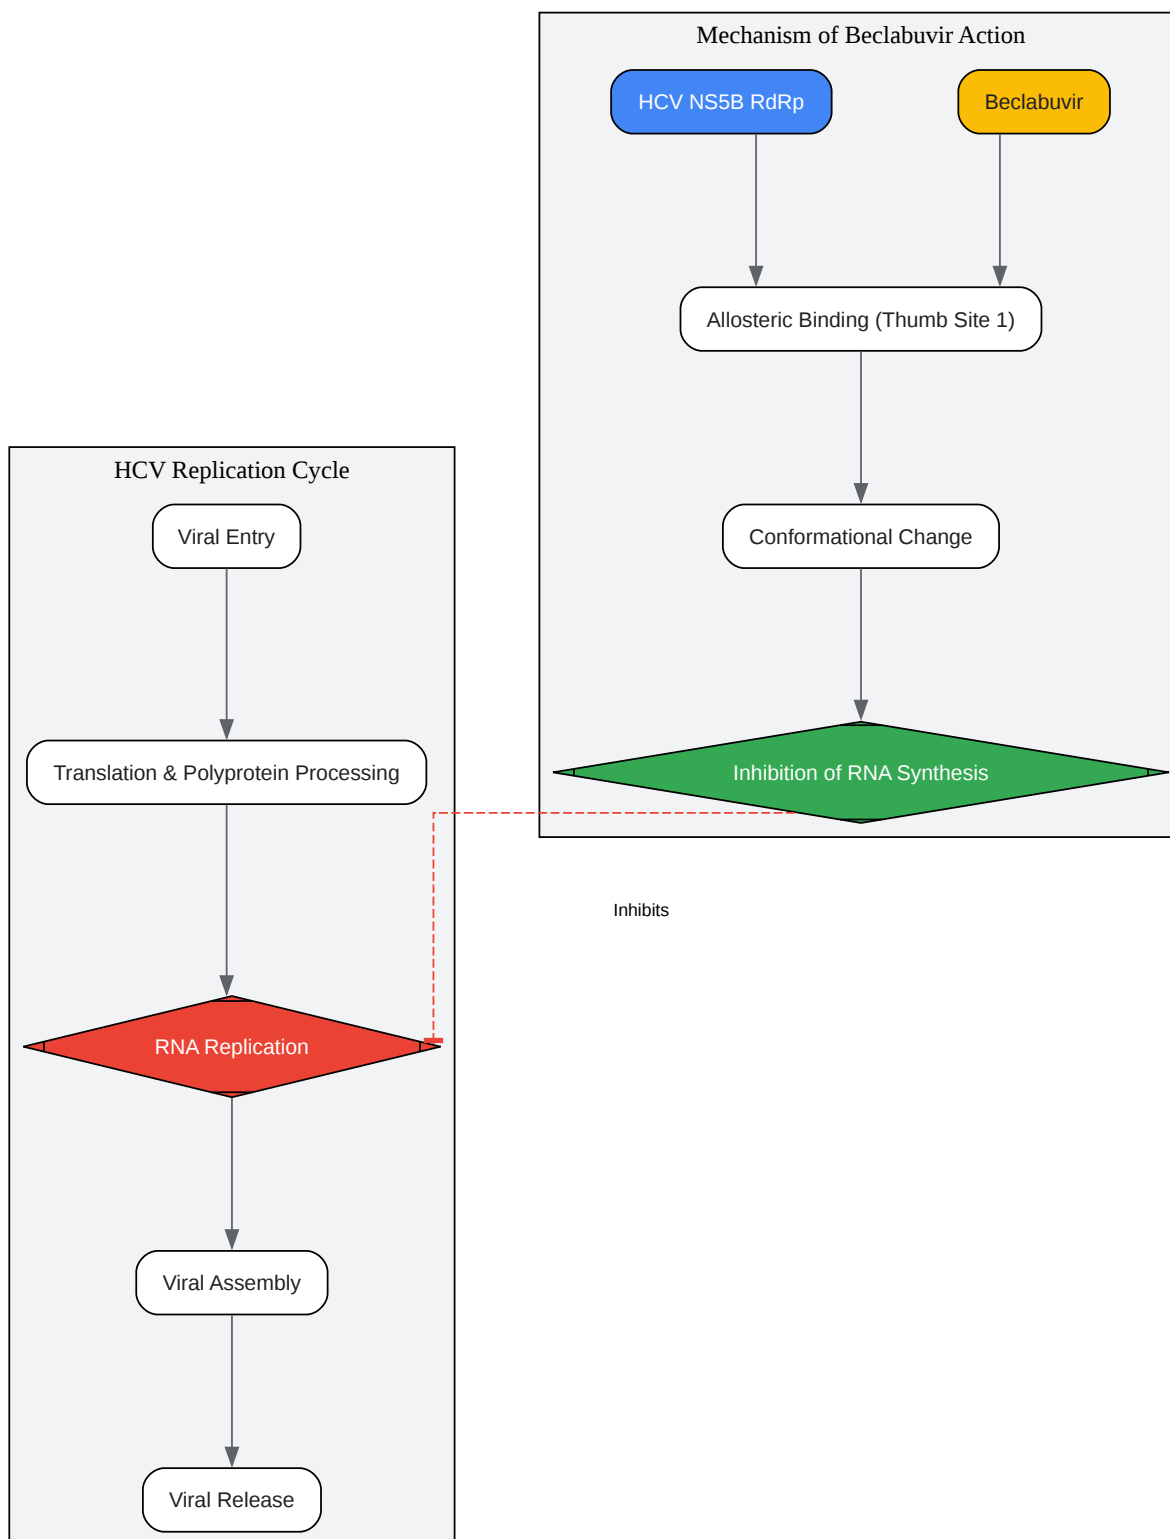 Mechanism of Beclabuvir Action
HCV NS5B RdRp
Beclabuvir
Allosteric Binding (Thumb Site 1)
Conformational Change
Inhibition of RNA Synthesis
Inhibits
HCV Replication Cycle
Viral Entry
Translation & Polyprotein Processing
RNA Replication
Viral Assembly
Viral Release